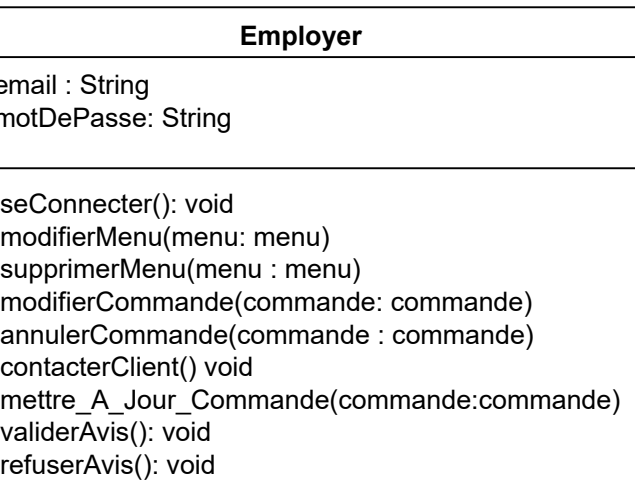 Employer
email : String
motDePasse: String
seConnecter(): void
modifierMenu(menu: menu)
supprimerMenu(menu : menu)
modifierCommande(commande: commande)
annulerCommande(commande : commande)
contacterClient() void
mettre_A_Jour_Commande(commande:commande)
validerAvis(): void
refuserAvis(): void